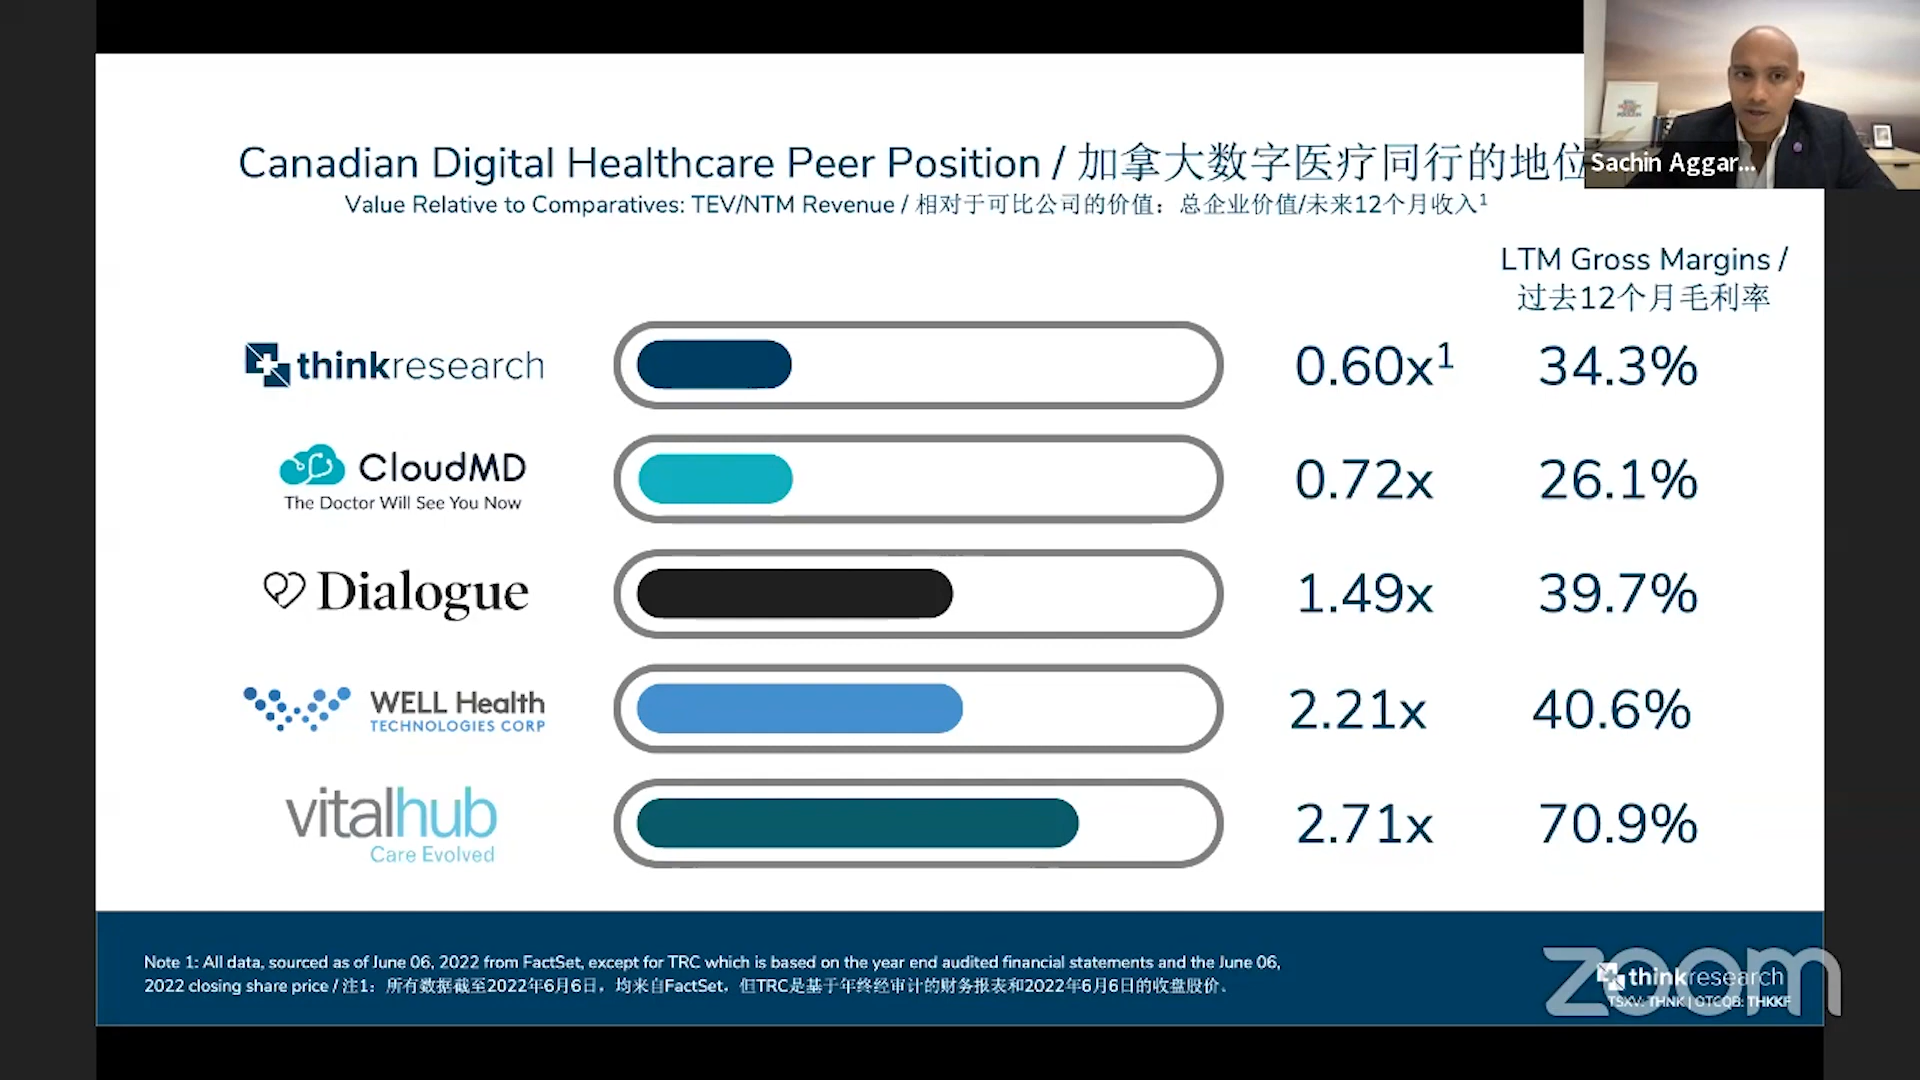 Canadian Digital Healthcare Peer Position / 加拿大数字医疗同行的地位
Sachin Aggar...
Value Relative to Comparatives: TEV/NTM Revenue / 相对于可比公司的价值：总企业价值/未来12个月收入¹
LTM Gross Margins /
过去12个月毛利率
thinkresearch
0.60x¹ 34.3%
CloudMD
The Doctor Will See You Now
0.72x 26.1%
Dialogue
1.49x 39.7%
WELL Health
TECHNOLOGIES CORP
2.21x 40.6%
vitalhub
Care Evolved
2.71x 70.9%
Note 1: All data, sourced as of June 06, 2022 from FactSet, except for TRC which is based on the year end audited financial statements and the June 06,
2022 closing share price / 注1：所有数据截至2022年6月6日，均来自FactSet，但TRC是基于年终经审计的财务报表和2022年6月6日的收盘股价。
zoom
thinkresearch
TSXV: THNK | OTCQB: THKKF